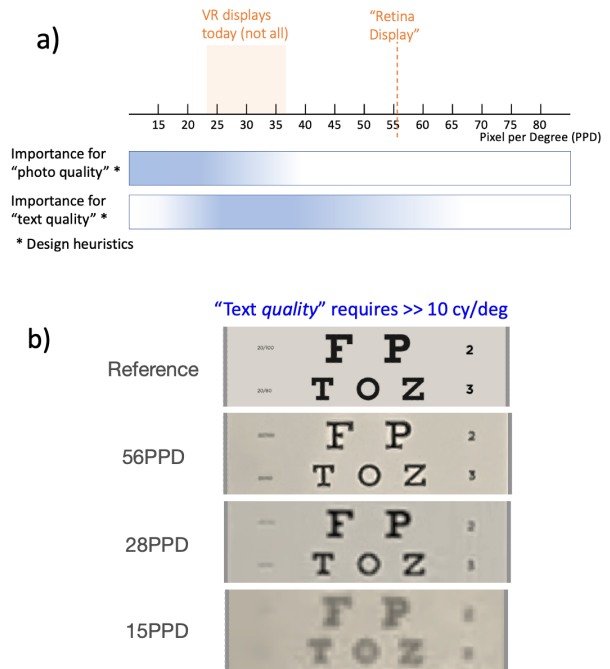 VR displays
today (not all)
“Retina
Display”
a)
15 20 25 30 35 40 45 50 55 60 65 70 75 80
Pixel per Degree (PPD)
Importance for
“photo quality” *
Importance for
“text quality” *
* Design heuristics
“Text quality” requires >> 10 cy/deg
b)
Reference
20/100 F P 2
T O Z 3
56PPD
F P 2
T O Z 3
28PPD
F P 2
T O Z 3
15PPD
F P
T O Z